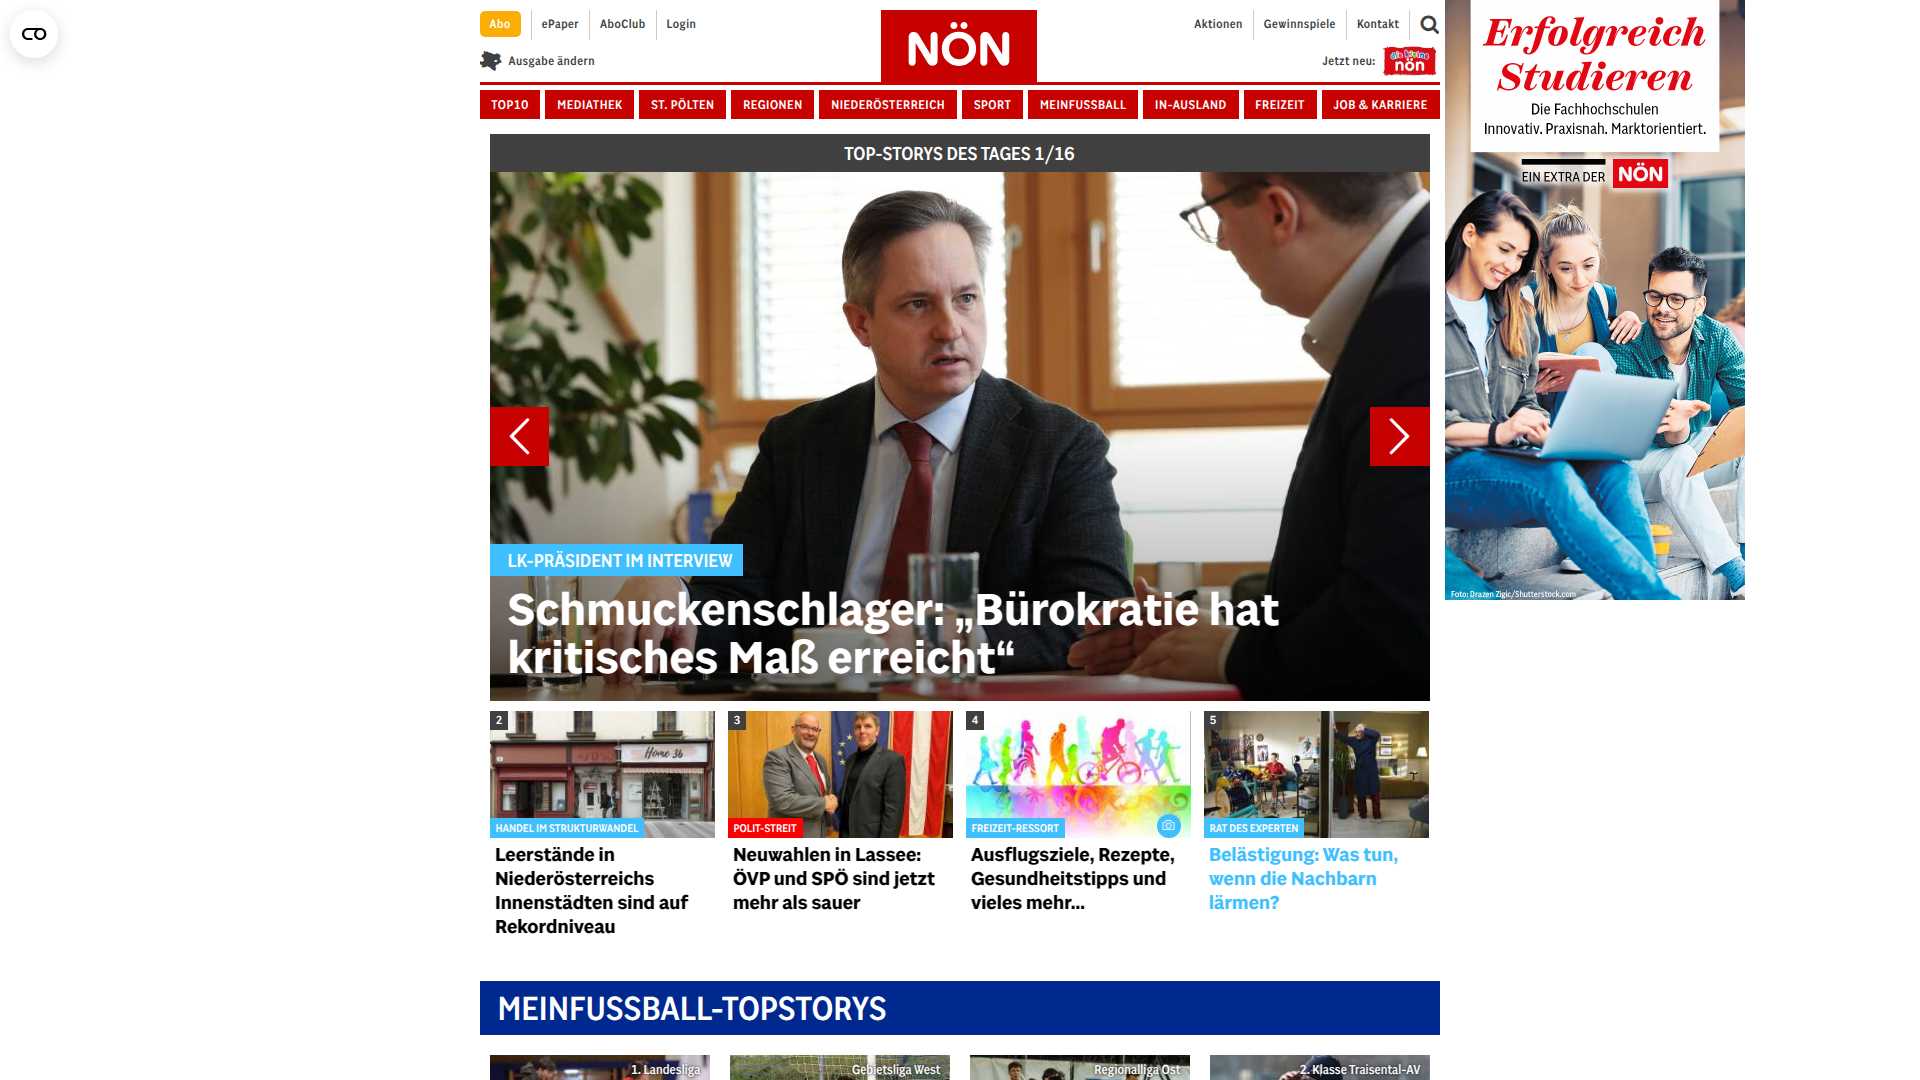 Abo
ePaper
AboClub
Login
NÖN
Aktionen
Gewinnspiele
Kontakt
Ausgabe ändern
Jetzt neu:
die kleine
nön
TOP10
MEDIATHEK
ST. PÖLTEN
REGIONEN
NIEDERÖSTERREICH
SPORT
MEINFUSSBALL
IN-AUSLAND
FREIZEIT
JOB & KARRIERE
Erfolgreich
Studieren
Die Fachhochschulen
Innovativ. Praxisnah. Marktorientiert.
EIN EXTRA DER NÖN
Foto: Drazen Zigic/Shutterstock.com
TOP-STORYS DES TAGES 1/16
LK-PRÄSIDENT IM INTERVIEW
Schmuckenschlager: „Bürokratie hat
kritisches Maß erreicht“
2
Home 36
HANDEL IM STRUKTURWANDEL
Leerstände in
Niederösterreichs
Innenstädten sind auf
Rekordniveau
3
POLIT-STREIT
Neuwahlen in Lassee:
ÖVP und SPÖ sind jetzt
mehr als sauer
4
FREIZEIT-RESSORT
Ausflugsziele, Rezepte,
Gesundheitstipps und
vieles mehr...
5
RAT DES EXPERTEN
Belästigung: Was tun,
wenn die Nachbarn
lärmen?
MEINFUSSBALL-TOPSTORYS
1. Landesliga
Gebietsliga West
Regionalliga Ost
2. Klasse Traisental-AV